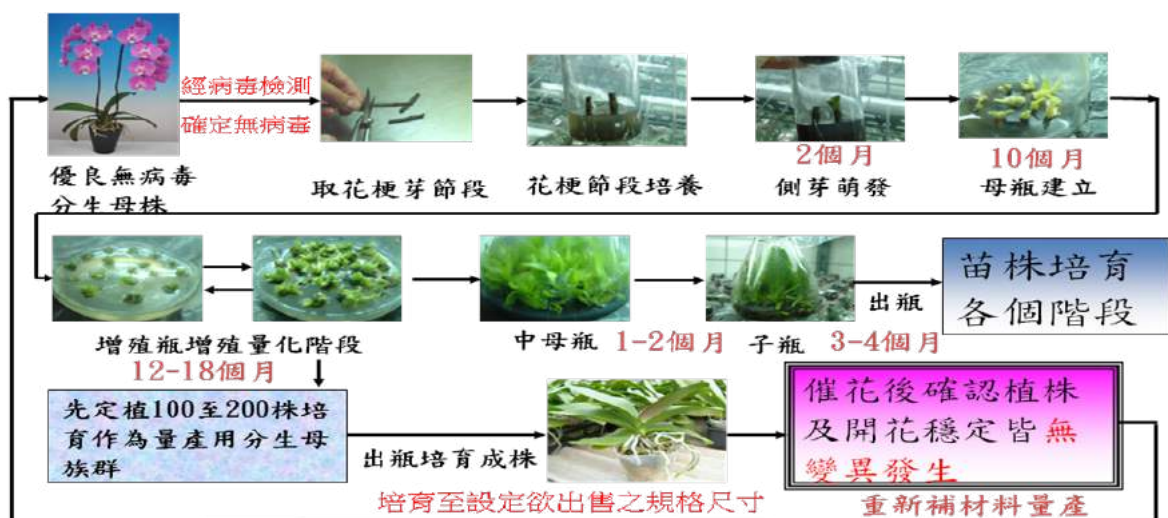 經病毒檢測
確定無病毒
優良無病毒
分生母株
取花梗芽節段
花梗節段培養
2個月
側芽萌發
10個月
母瓶建立
增殖瓶增殖量化階段
12-18個月
中母瓶
1-2個月
子瓶
3-4個月
出瓶
苗株培育
各個階段
先定植100至200株培
育作為量產用分生母
族群
出瓶培育成株
培育至設定欲出售之規格尺寸
催花後確認植株
及開花穩定皆無
變異發生
重新補材料量產